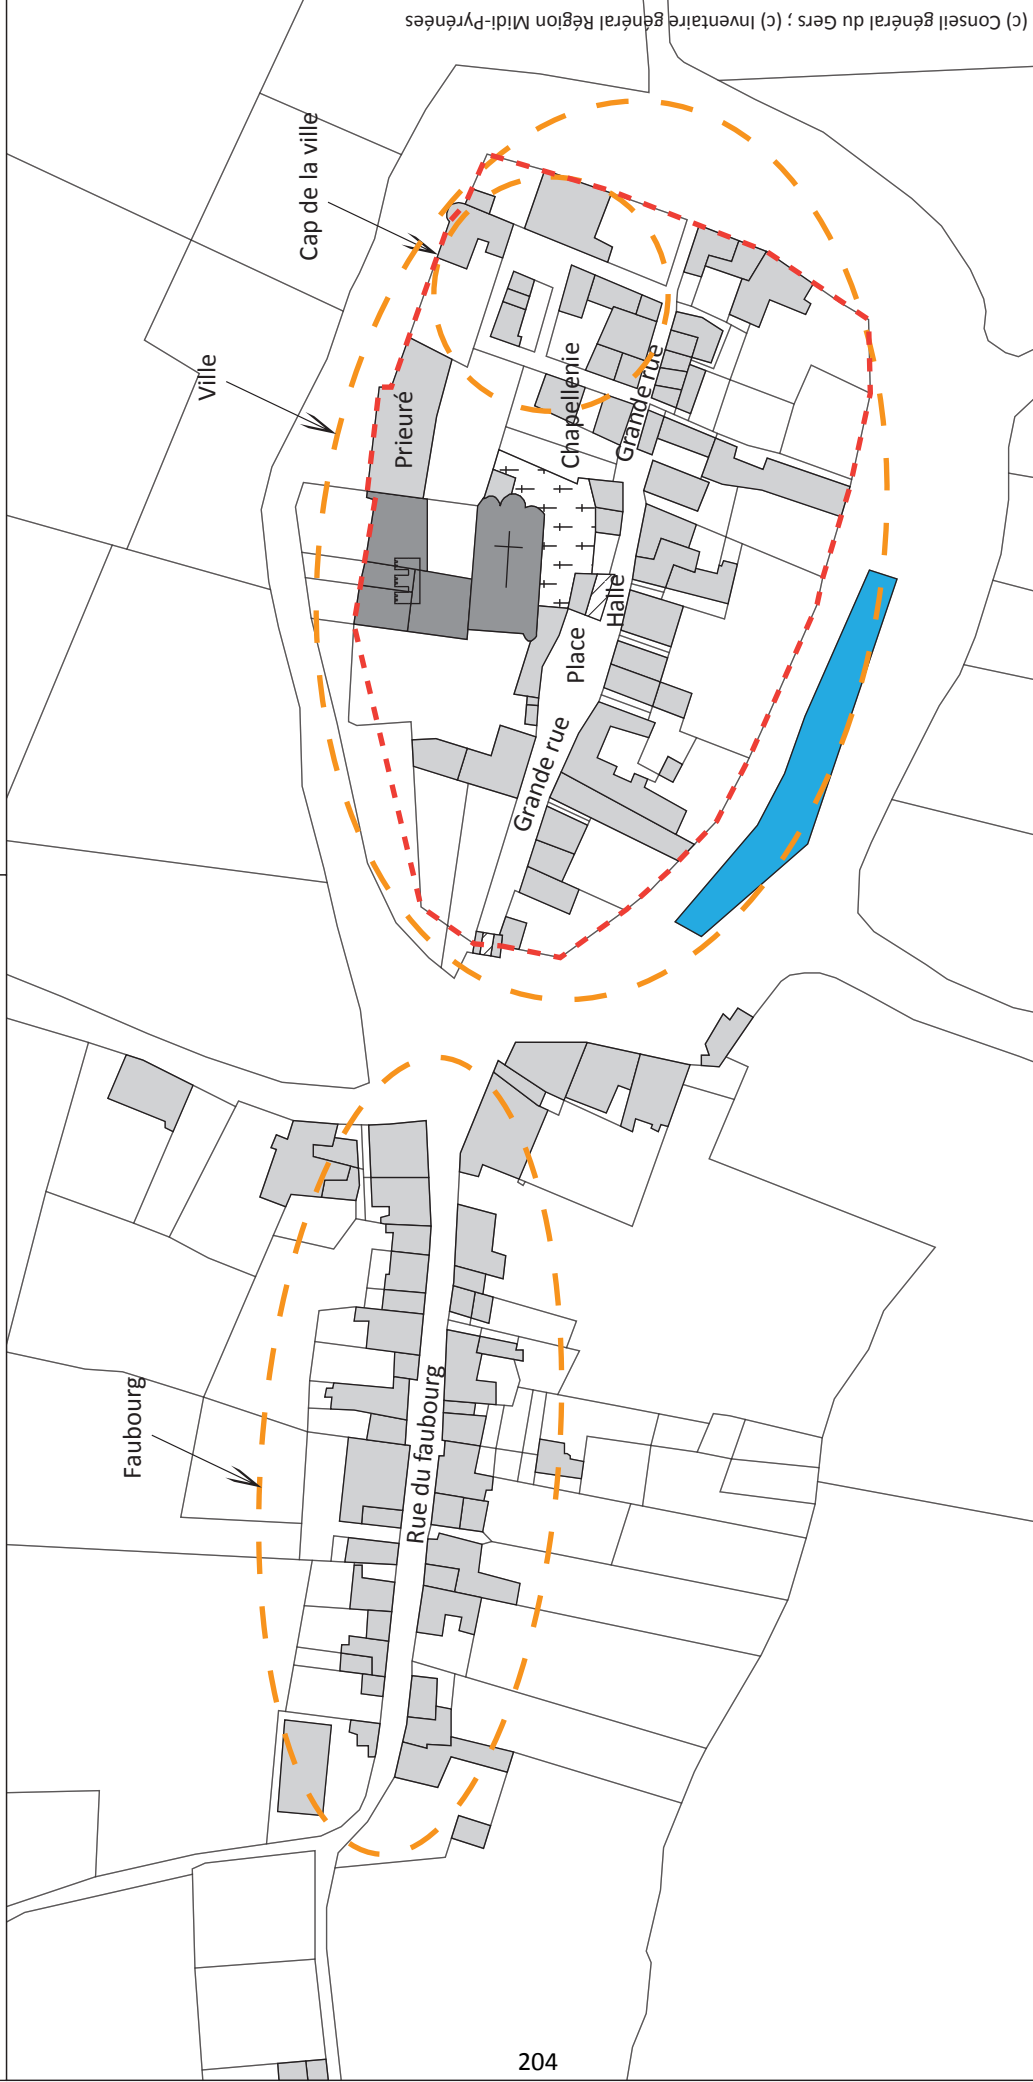 (c) Conseil général du Gers ; (c) Inventaire général Région Midi-Pyrénées
Cap de la ville
Ville
Prieuré
Chapellenie
Grande rue
Halle
Place
Grande rue
Faubourg
Rue du faubourg
204